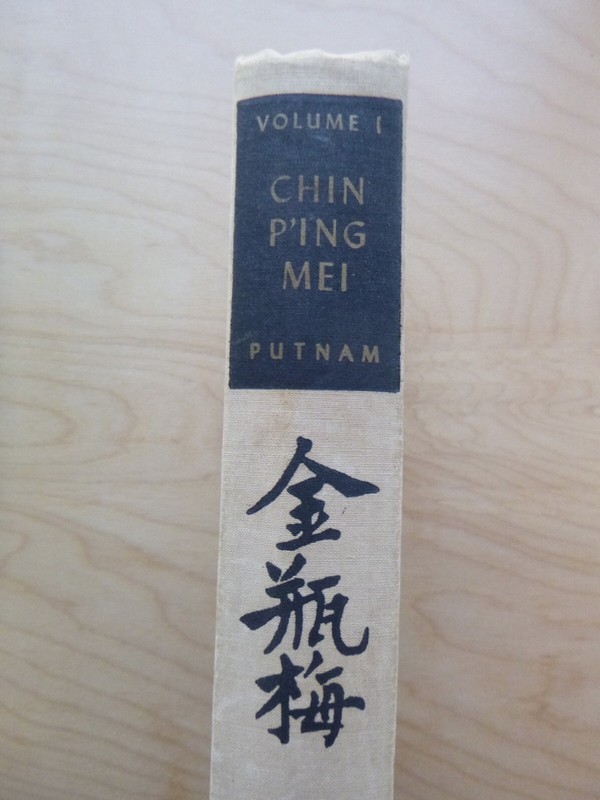 VOLUME I
CHIN
P'ING
MEI
PUTNAM
金
瓶
梅